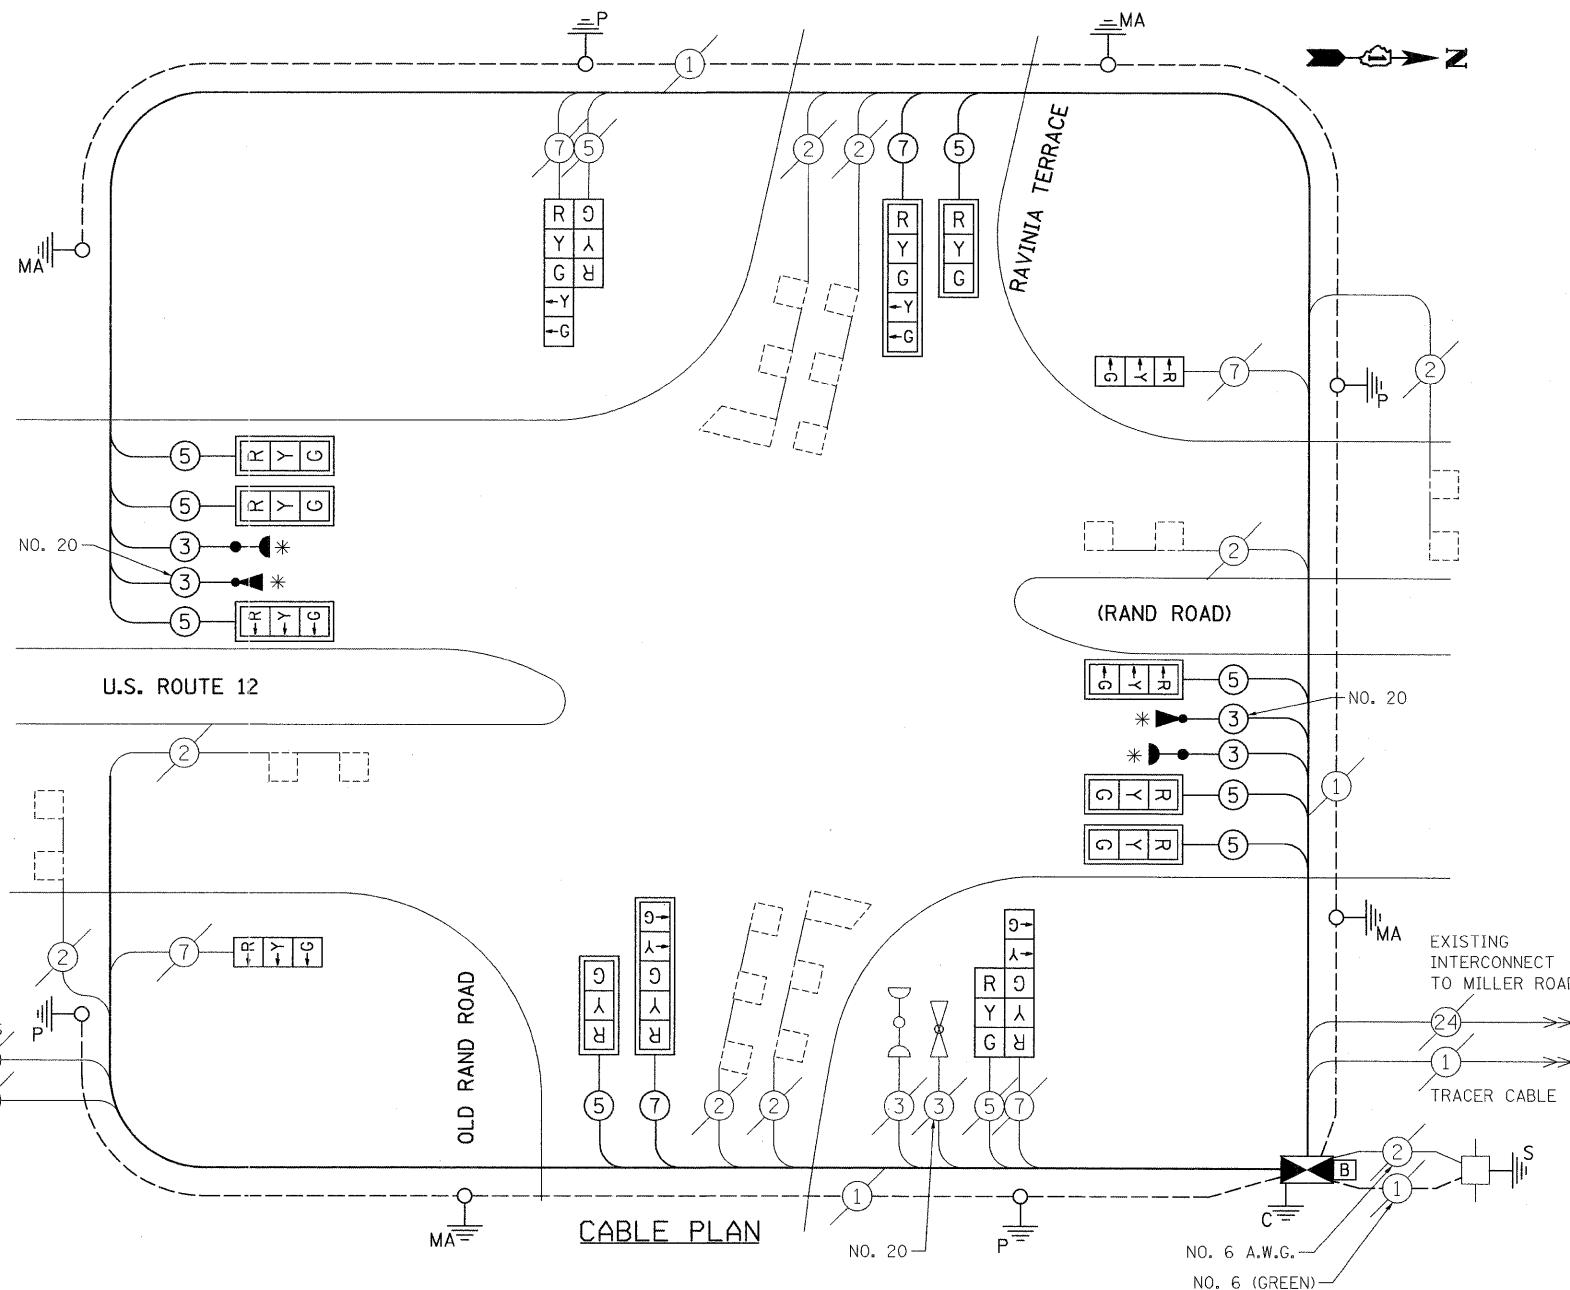 P
MA
1
1
N
7
5
2
2
7
5
RAVINIA TERRACE
R
Y
G
←Y
←G
G
Y
R
R
Y
G
←Y
←G
R
Y
G
MA
←R ←Y ←G
7
2
P
5
R Y G
5
R Y G
NO. 20
3
*
3
*
5
←R ←Y ←G
2
(RAND ROAD)
U.S. ROUTE 12
←R ←Y ←G
5
NO. 20
* 3
* 3
2
1
R Y G
5
R Y G
5
2
7
←R ←Y ←G
P
OLD RAND ROAD
←G
←Y
G
Y
R
G
Y
R
←G
←Y
G
Y
R
R
Y
G
MA
EXISTING
INTERCONNECT
TO MILLER ROAD
24
1
TRACER CABLE
5
7
2
2
3
3
5
7
2
S
B
1
1
C
MA
CABLE PLAN
NO. 20
P
NO. 6 A.W.G.
NO. 6 (GREEN)